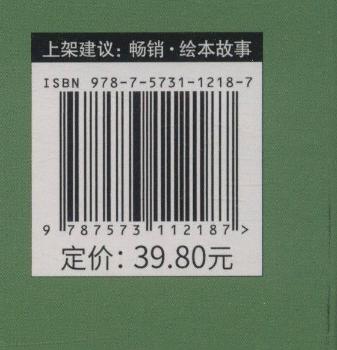 上架建议：畅销·绘本故事
ISBN 978-7-5731-1218-7
9 787573 112187 >
定价：39.80元